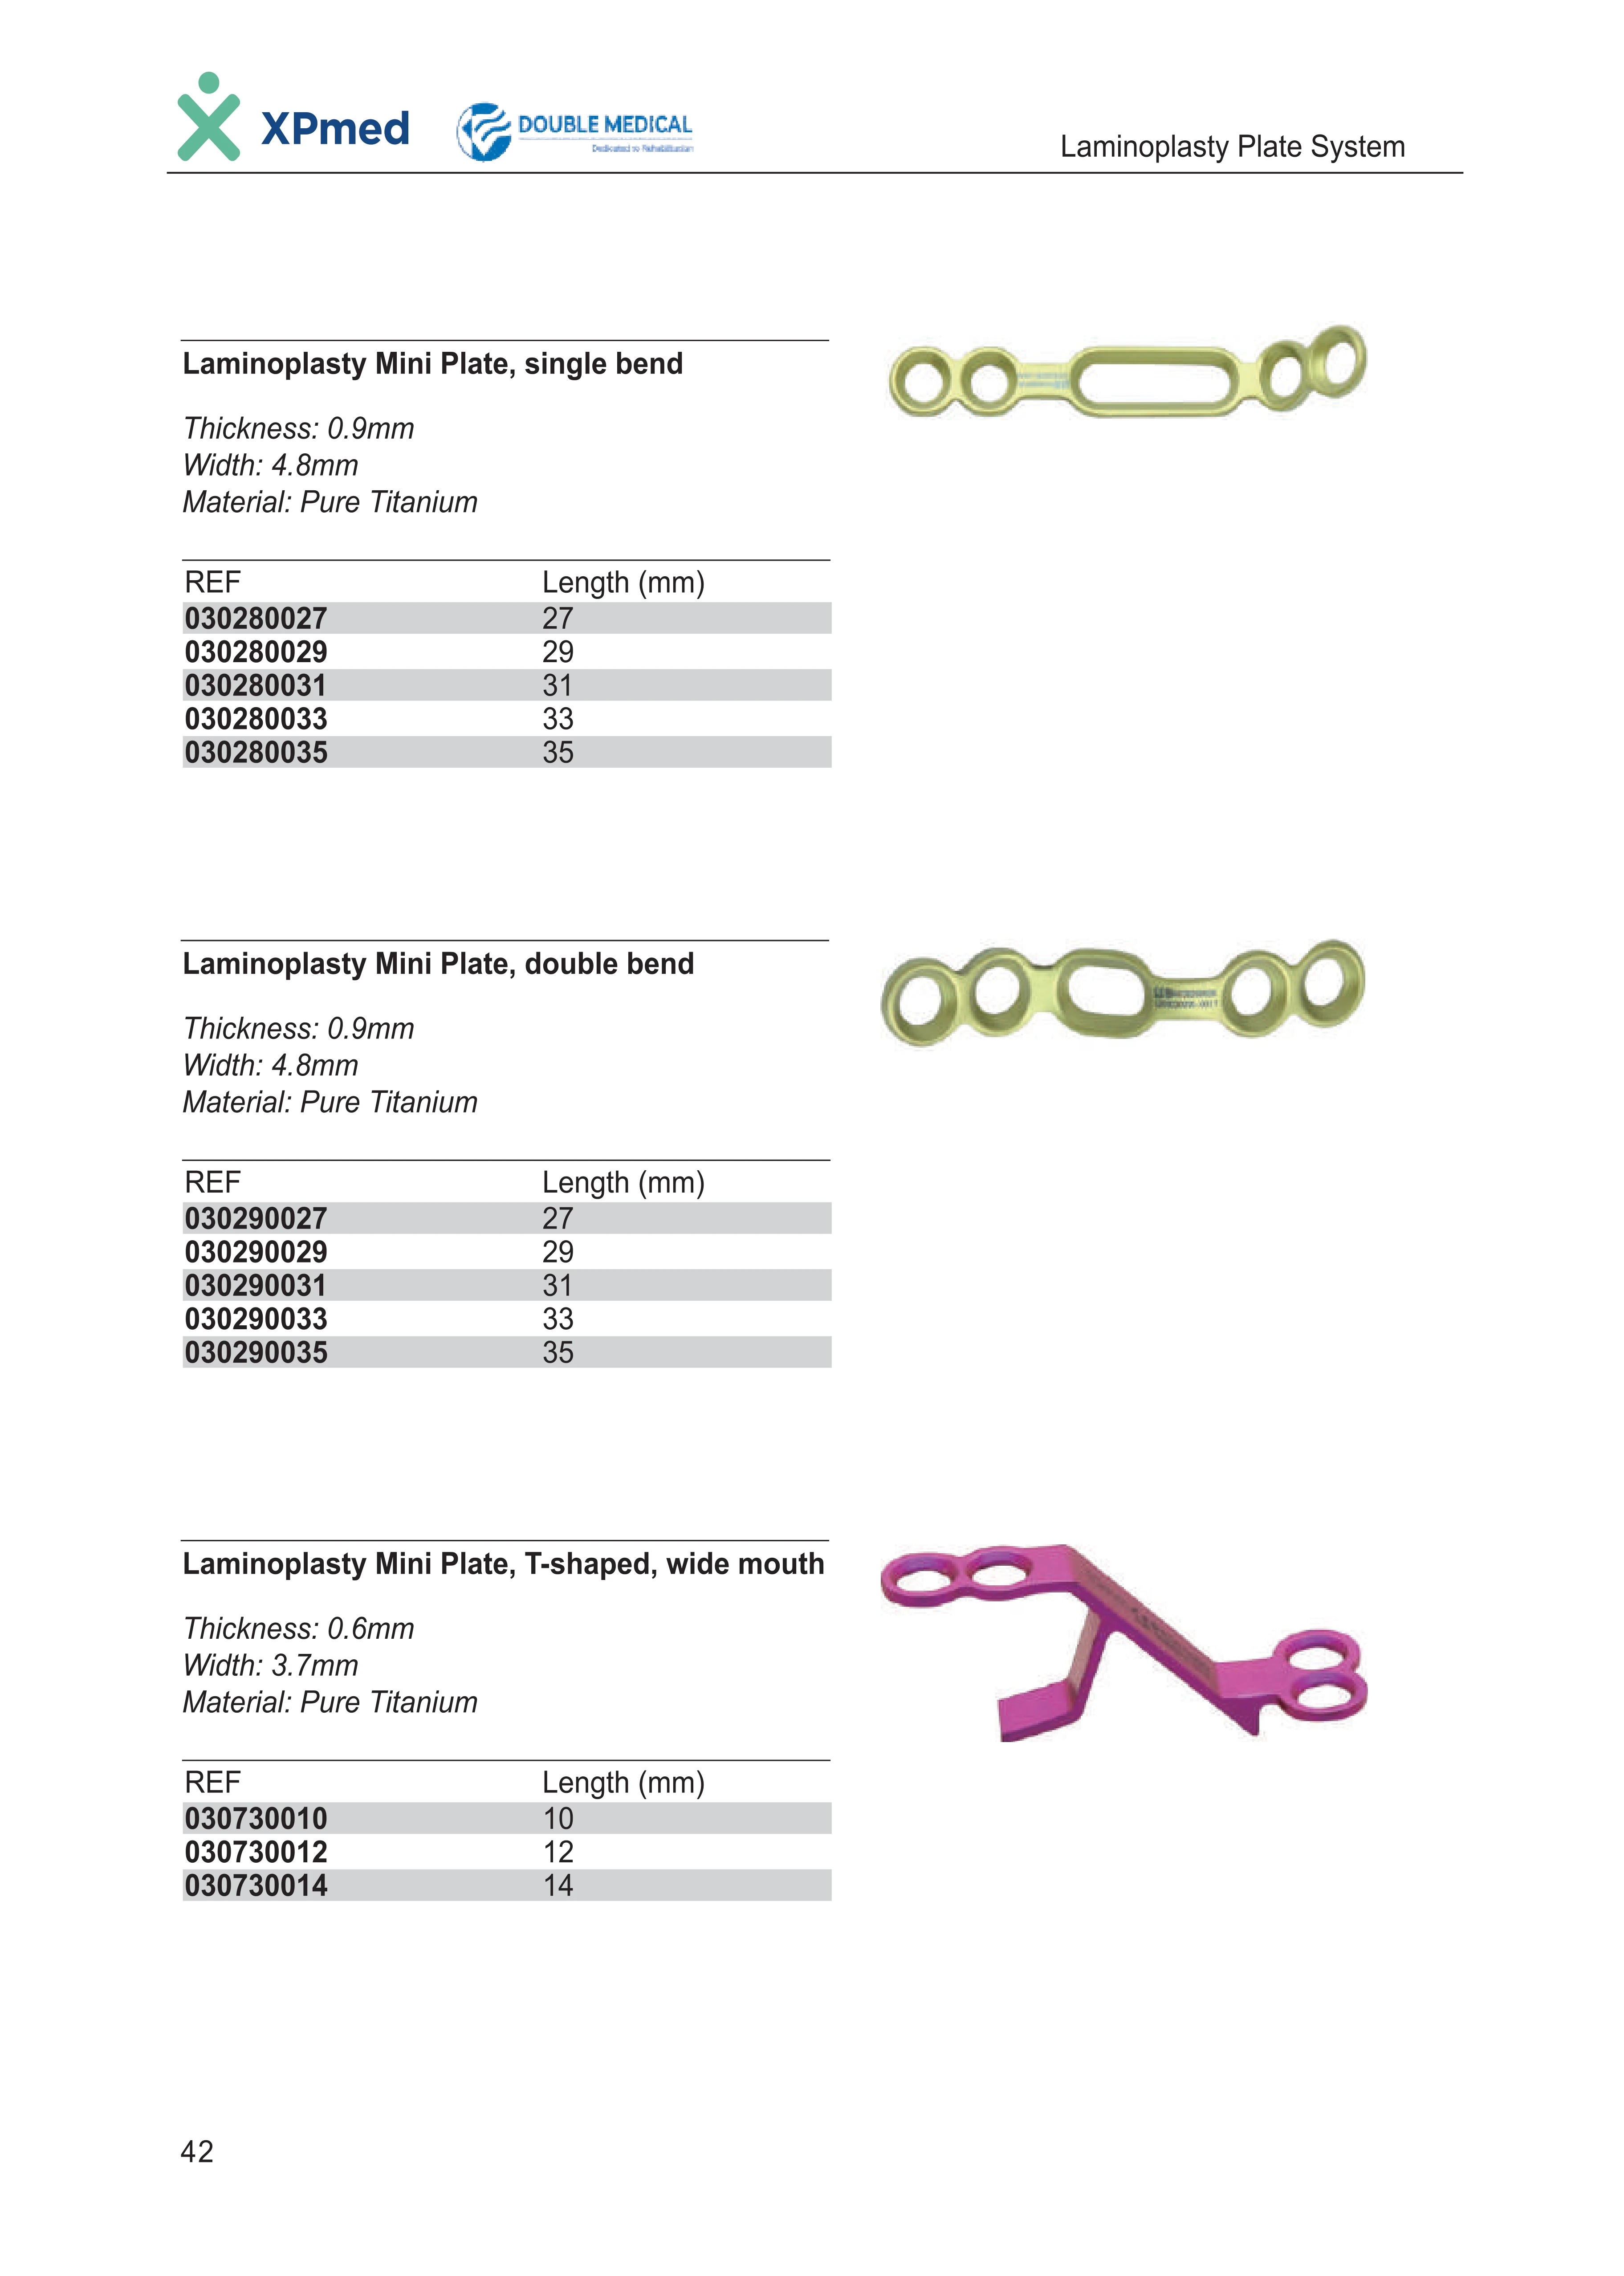 XPmed
DOUBLE MEDICAL
Dedicated to Rehabilitation
Laminoplasty Plate System
Laminoplasty Mini Plate, single bend
Thickness: 0.9mm
Width: 4.8mm
Material: Pure Titanium
REF Length (mm)
030280027 27
030280029 29
030280031 31
030280033 33
030280035 35
Laminoplasty Mini Plate, double bend
Thickness: 0.9mm
Width: 4.8mm
Material: Pure Titanium
REF Length (mm)
030290027 27
030290029 29
030290031 31
030290033 33
030290035 35
Laminoplasty Mini Plate, T-shaped, wide mouth
Thickness: 0.6mm
Width: 3.7mm
Material: Pure Titanium
REF Length (mm)
030730010 10
030730012 12
030730014 14
42